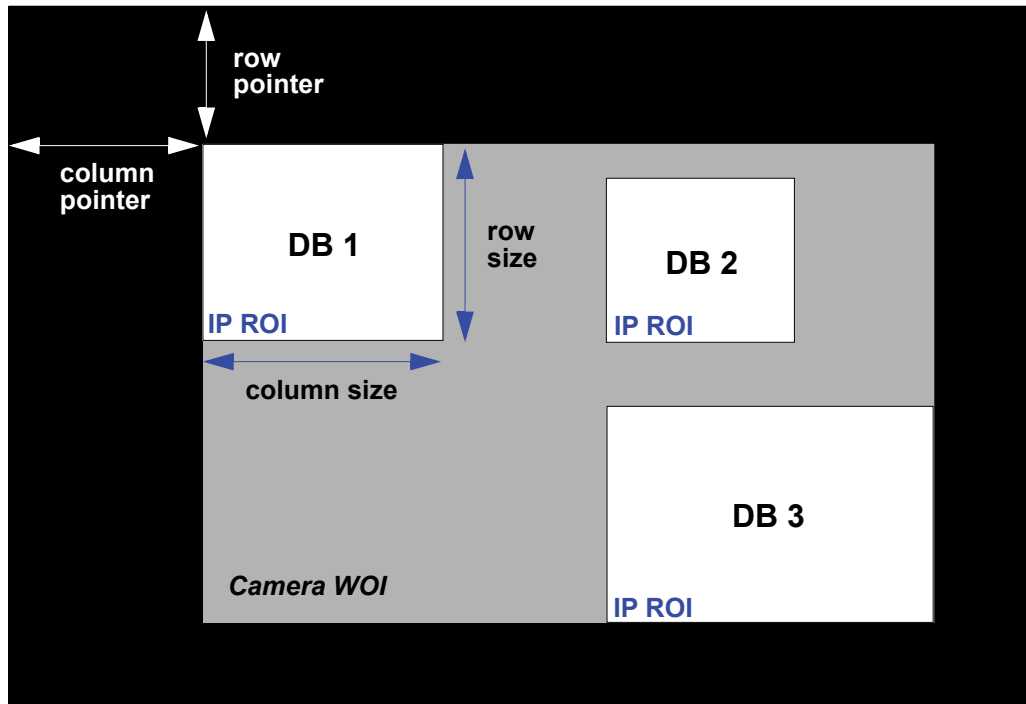 row
pointer
column
pointer
DB 1
row
size
DB 2
IP ROI
IP ROI
column size
DB 3
Camera WOI
IP ROI